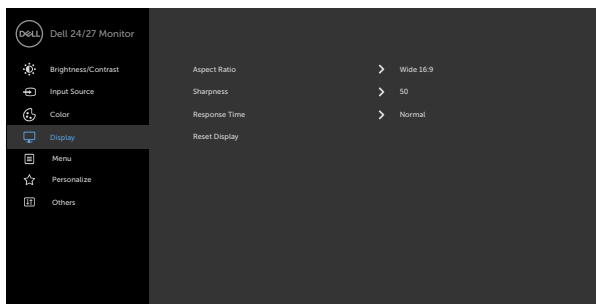 DELL Dell 24/27 Monitor
Brightness/Contrast
Input Source
Color
Display
Menu
Personalize
Others
Aspect Ratio Wide 16:9
Sharpness 50
Response Time Normal
Reset Display